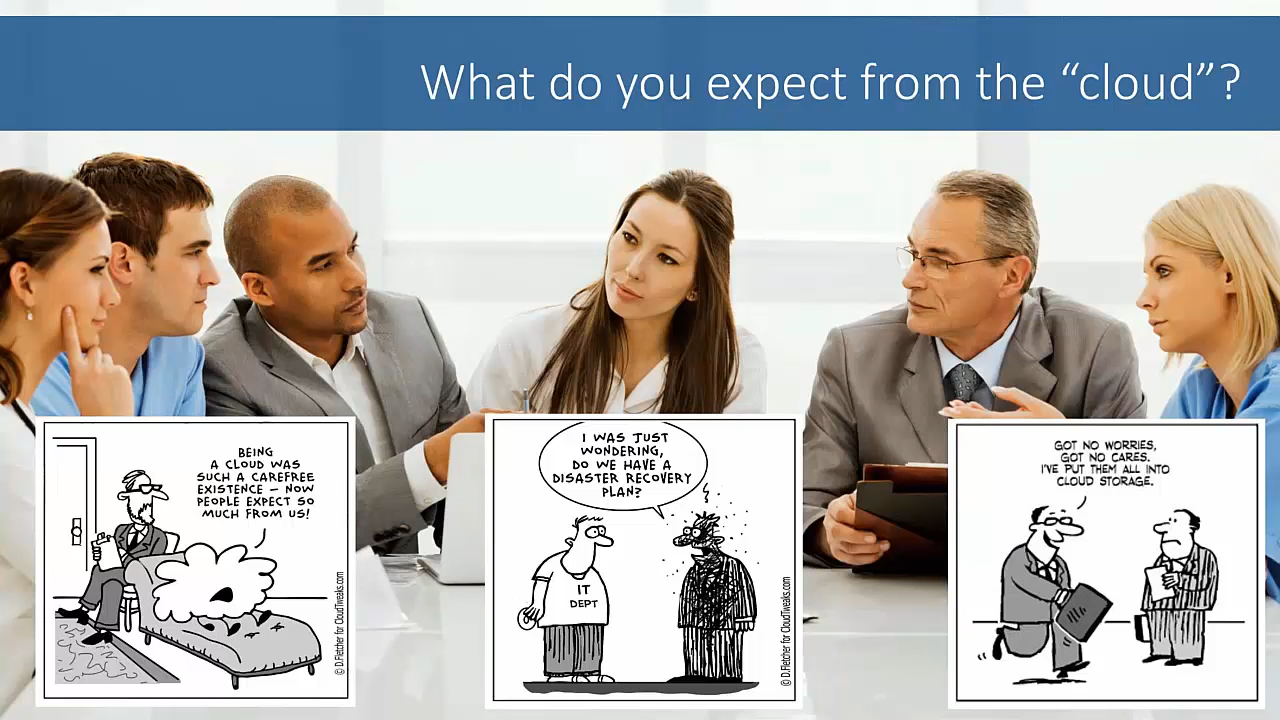 What do you expect from the “cloud”?
BEING
A CLOUD WAS
SUCH A CAREFREE
EXISTENCE – NOW
PEOPLE EXPECT SO
MUCH FROM US!
© D.Fletcher for CloudTweaks.com
I WAS JUST
WONDERING,
DO WE HAVE A
DISASTER RECOVERY
PLAN?
IT
DEPT
© D.Fletcher for CloudTweaks.com
GOT NO WORRIES,
GOT NO CARES.
I'VE PUT THEM ALL INTO
CLOUD STORAGE.